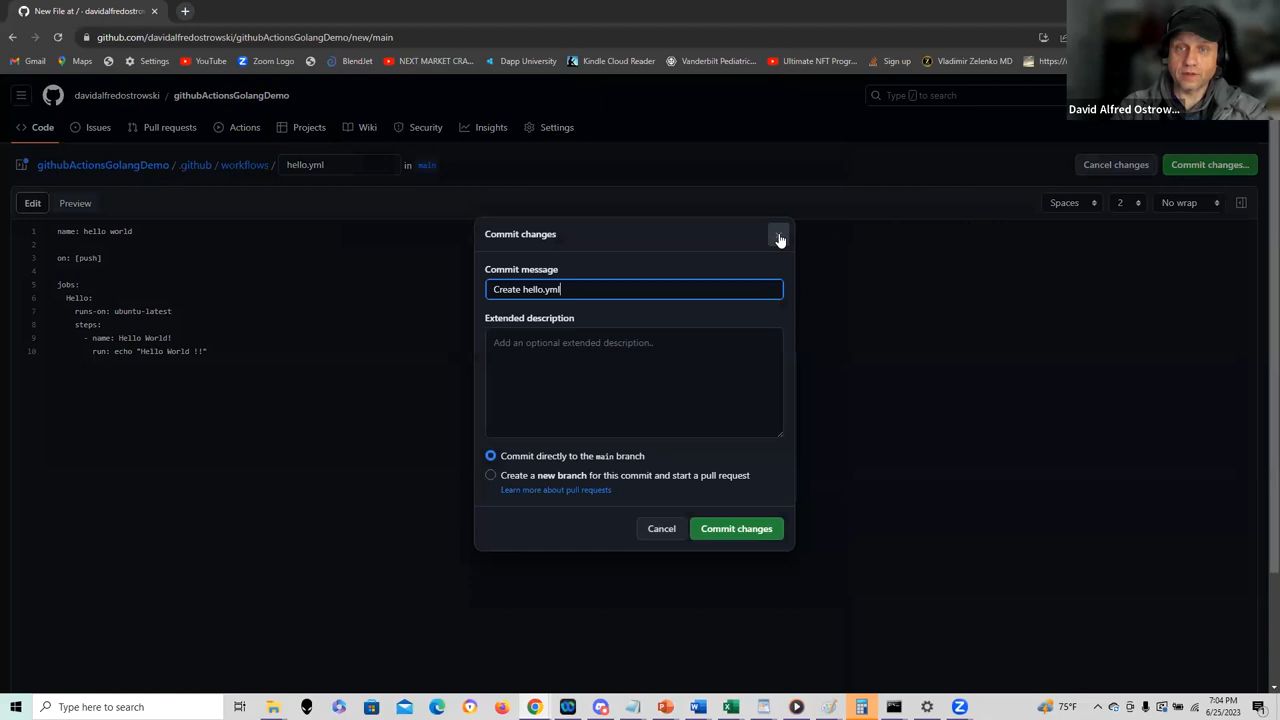 New File at /davidalfredostrowski
github.com/davidalfredostrowski/githubActionsGolangDemo/new/main
Gmail
Maps
Settings
YouTube
Zoom Logo
BlendJet
NEXT MARKET CRA...
Dapp University
Kindle Cloud Reader
Vanderbilt Pediatric...
Ultimate NFT Progr...
Sign up
Vladimir Zelenko MD
https://
David Alfred Ostrow...
davidalfredostrowski / githubActionsGolangDemo
Type / to search
Code
Issues
Pull requests
Actions
Projects
Wiki
Security
Insights
Settings
githubActionsGolangDemo / .github / workflows / hello.yml in main
Cancel changes
Commit changes...
Edit
Preview
Spaces
2
No wrap
1 name: hello world
2
3 on: [push]
4
5 jobs:
6 Hello:
7 runs-on: ubuntu-latest
8 steps:
9 - name: Hello World!
10 run: echo "Hello World !!"
Commit changes
Commit message
Create hello.yml
Extended description
Add an optional extended description..
Commit directly to the main branch
Create a new branch for this commit and start a pull request
Learn more about pull requests
Cancel
Commit changes
Type here to search
75°F
7:04 PM
6/25/2023